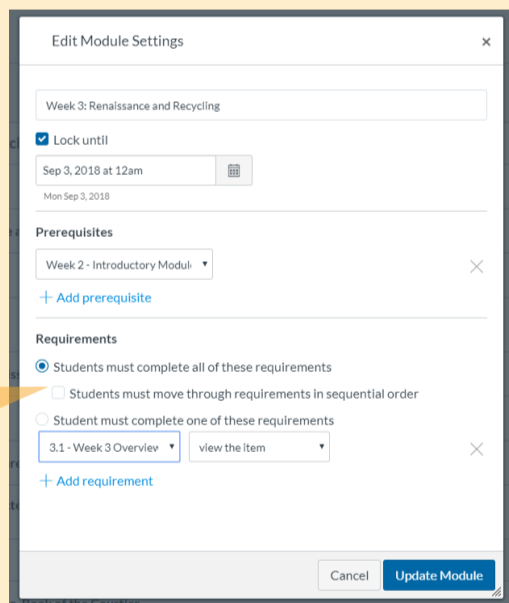 Edit Module Settings
×
Week 3: Renaissance and Recycling
Lock until
Sep 3, 2018 at 12am
Mon Sep 3, 2018
Prerequisites
Week 2 - Introductory Modul
+ Add prerequisite
Requirements
Students must complete all of these requirements
Students must move through requirements in sequential order
Student must complete one of these requirements
3.1 - Week 3 Overview view the item
+ Add requirement
Cancel Update Module